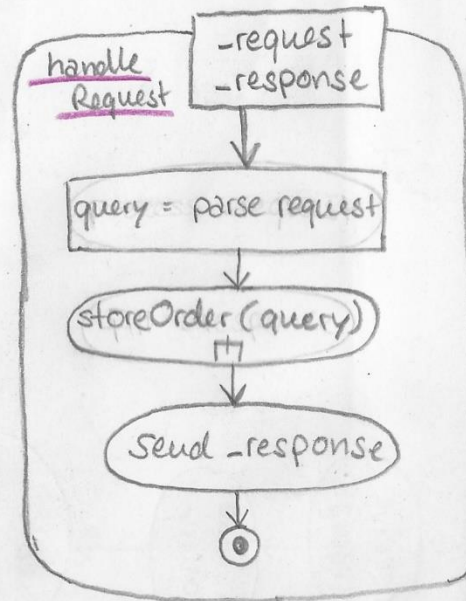 handle
Request
_request
_response
query = parse request
storeOrder(query)
send _response